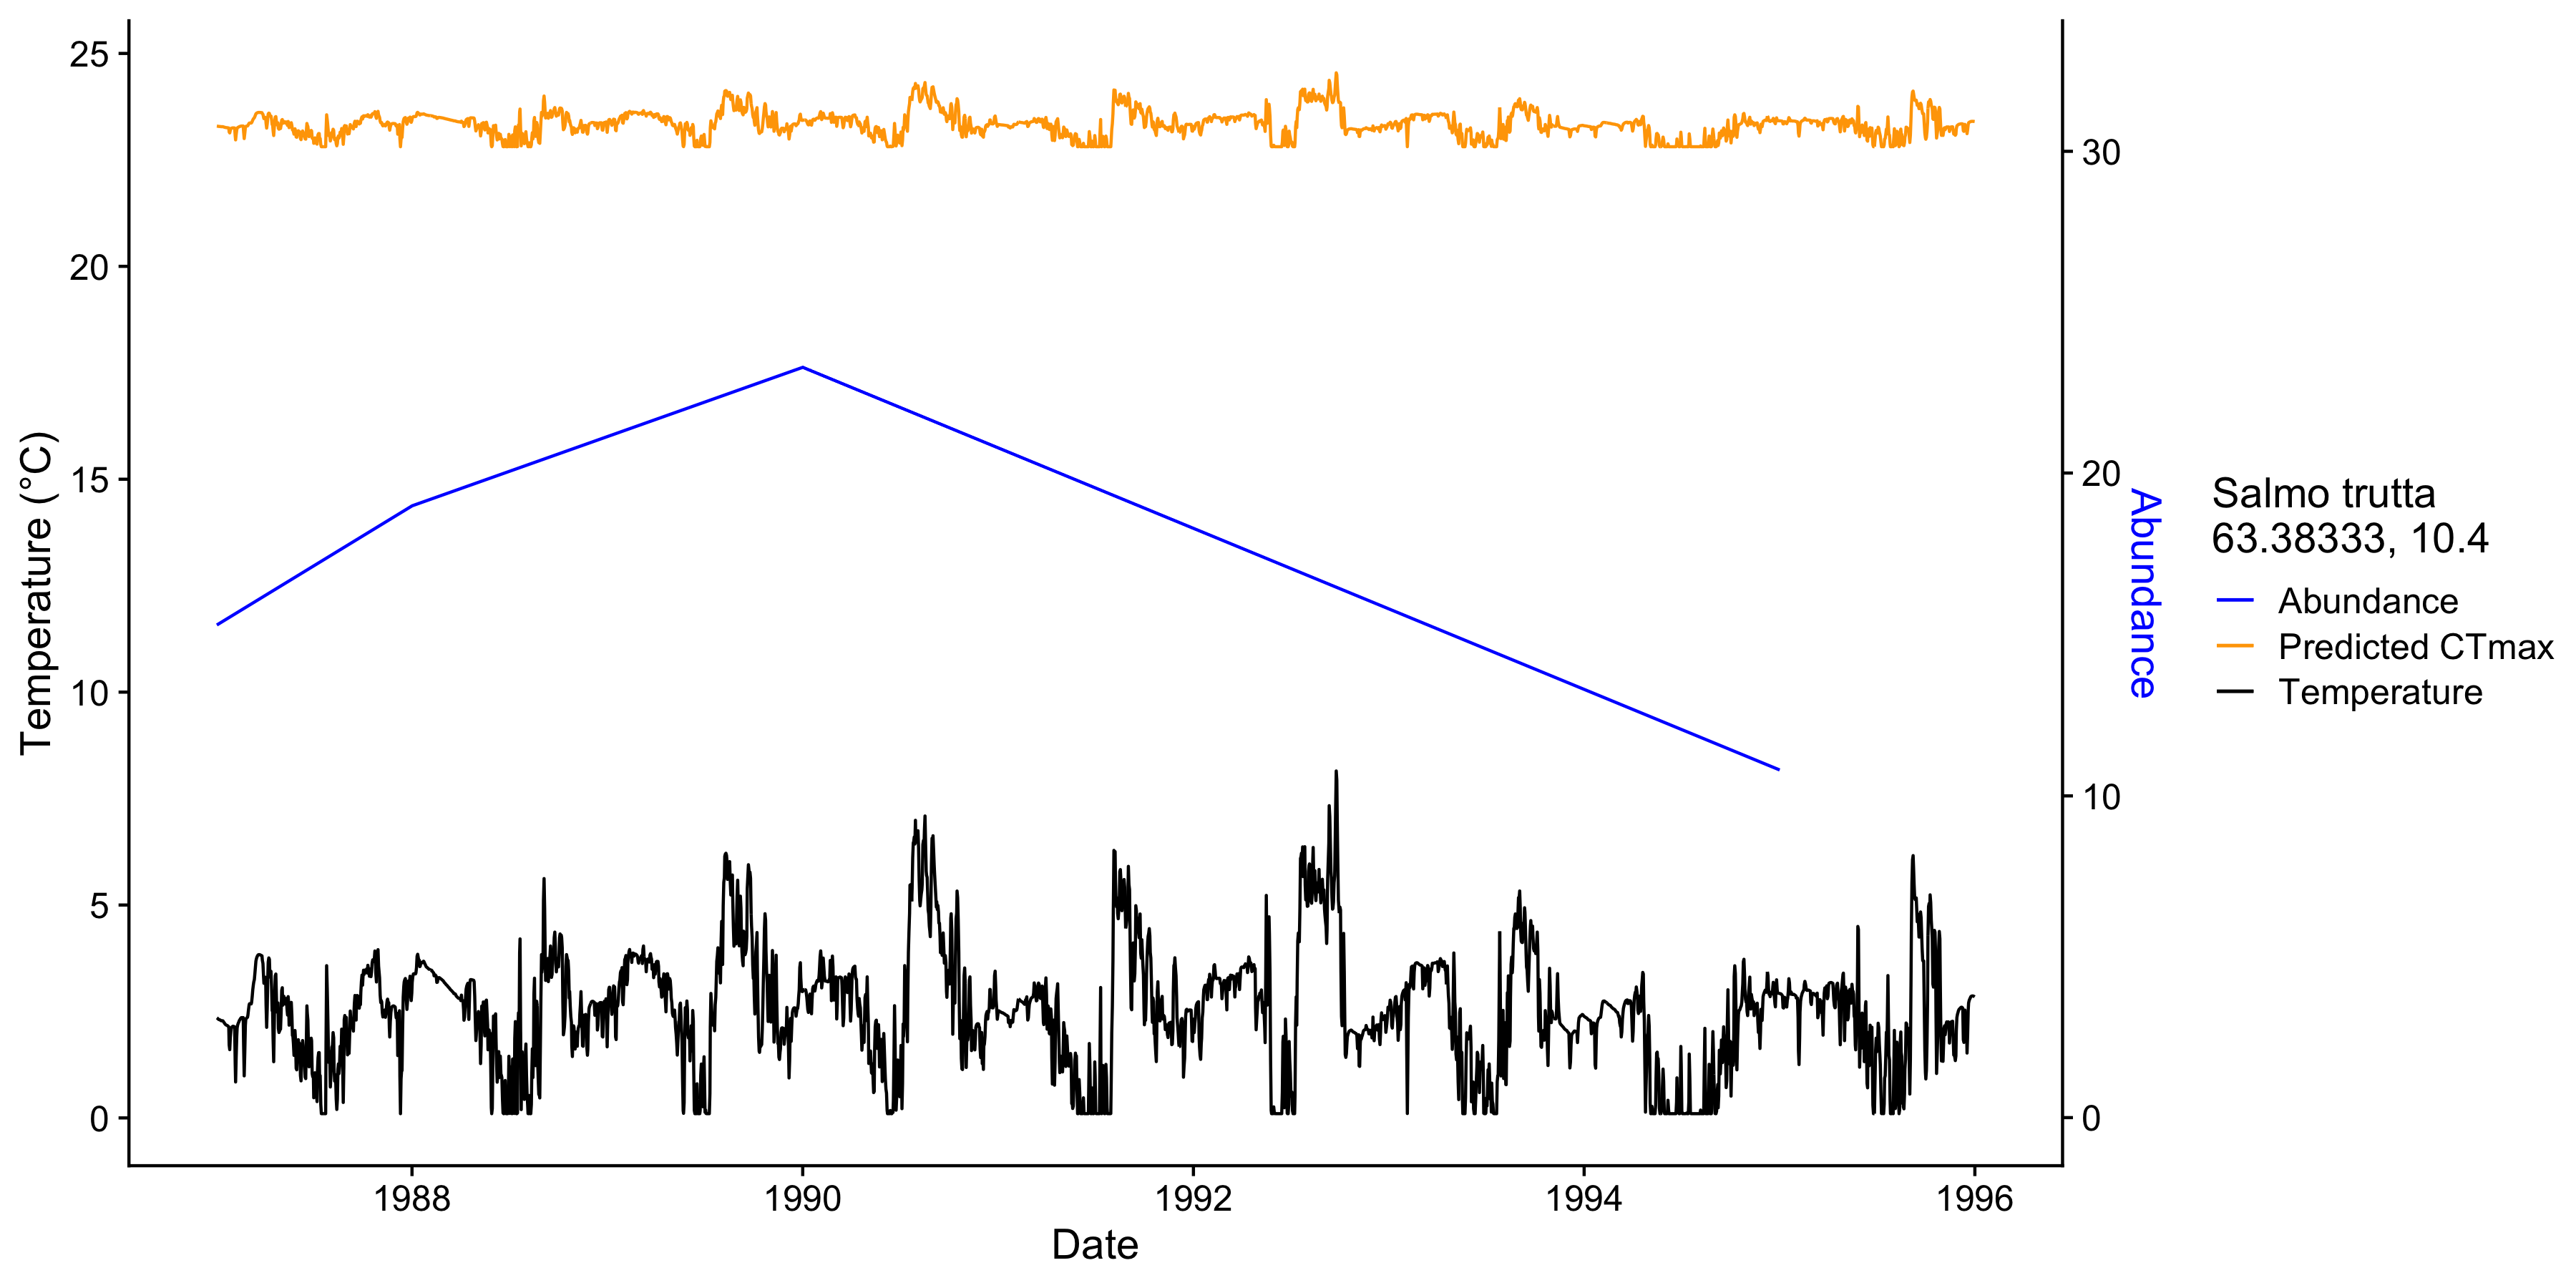 25
20
15
10
5
0
Temperature (°C)
30
20
10
0
Abundance
1988
1990
1992
1994
1996
Date
Salmo trutta
63.38333, 10.4
Abundance
Predicted CTmax
Temperature